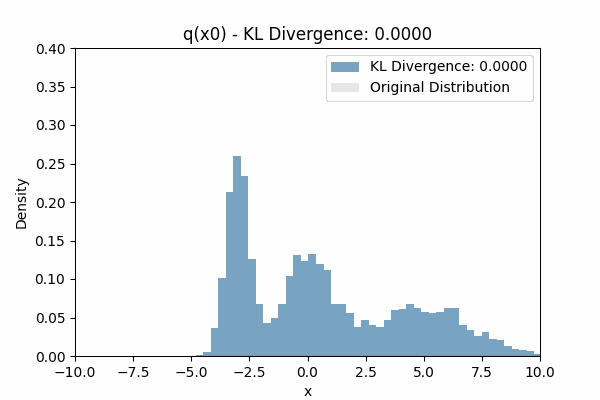 q(x0) - KL Divergence: 0.0000
KL Divergence: 0.0000
Original Distribution
0.40
0.35
0.30
0.25
0.20
0.15
0.10
0.05
0.00
Density
−10.0 −7.5 −5.0 −2.5 0.0 2.5 5.0 7.5 10.0
x